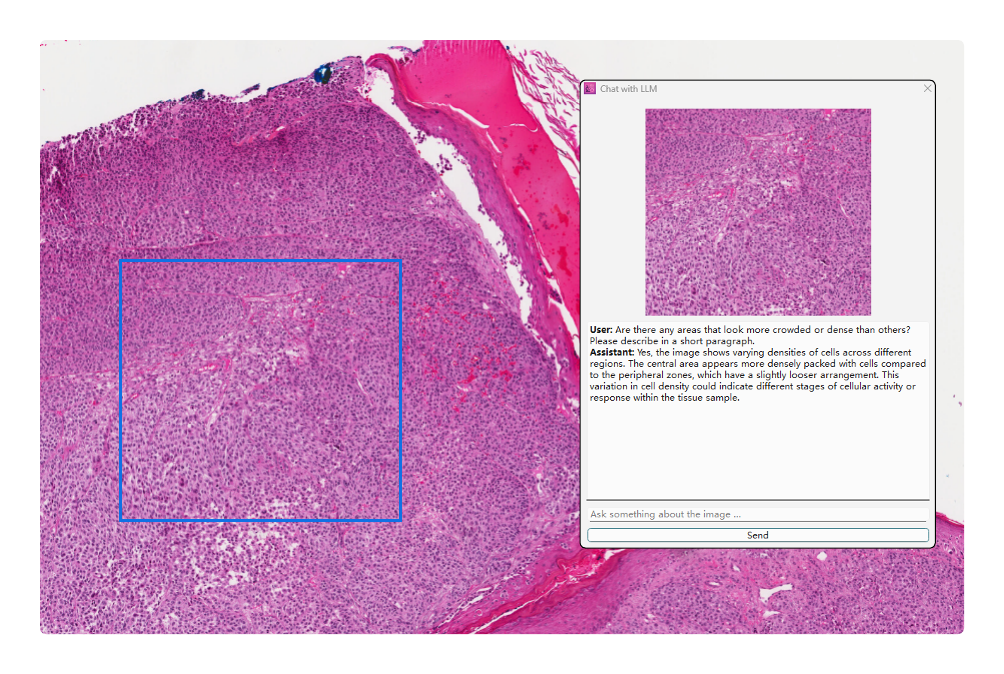 Chat with LLM
User: Are there any areas that look more crowded or dense than others?
Please describe in a short paragraph.
Assistant: Yes, the image shows varying densities of cells across different
regions. The central area appears more densely packed with cells compared
to the peripheral zones, which have a slightly looser arrangement. This
variation in cell density could indicate different stages of cellular activity or
response within the tissue sample.
Ask something about the image ...
Send